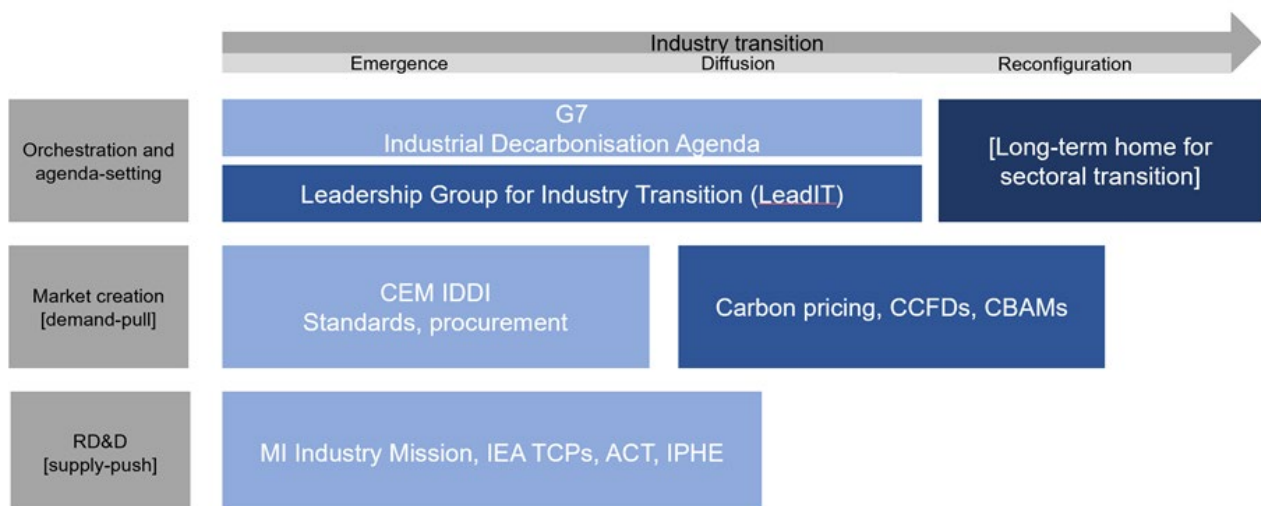 Industry transition
Emergence
Diffusion
Reconfiguration
Orchestration and
agenda-setting
G7
Industrial Decarbonisation Agenda
Leadership Group for Industry Transition (LeadIT)
[Long-term home for
sectoral transition]
Market creation
[demand-pull]
CEM IDDI
Standards, procurement
Carbon pricing, CCFDs, CBAMs
RD&D
[supply-push]
MI Industry Mission, IEA TCPs, ACT, IPHE